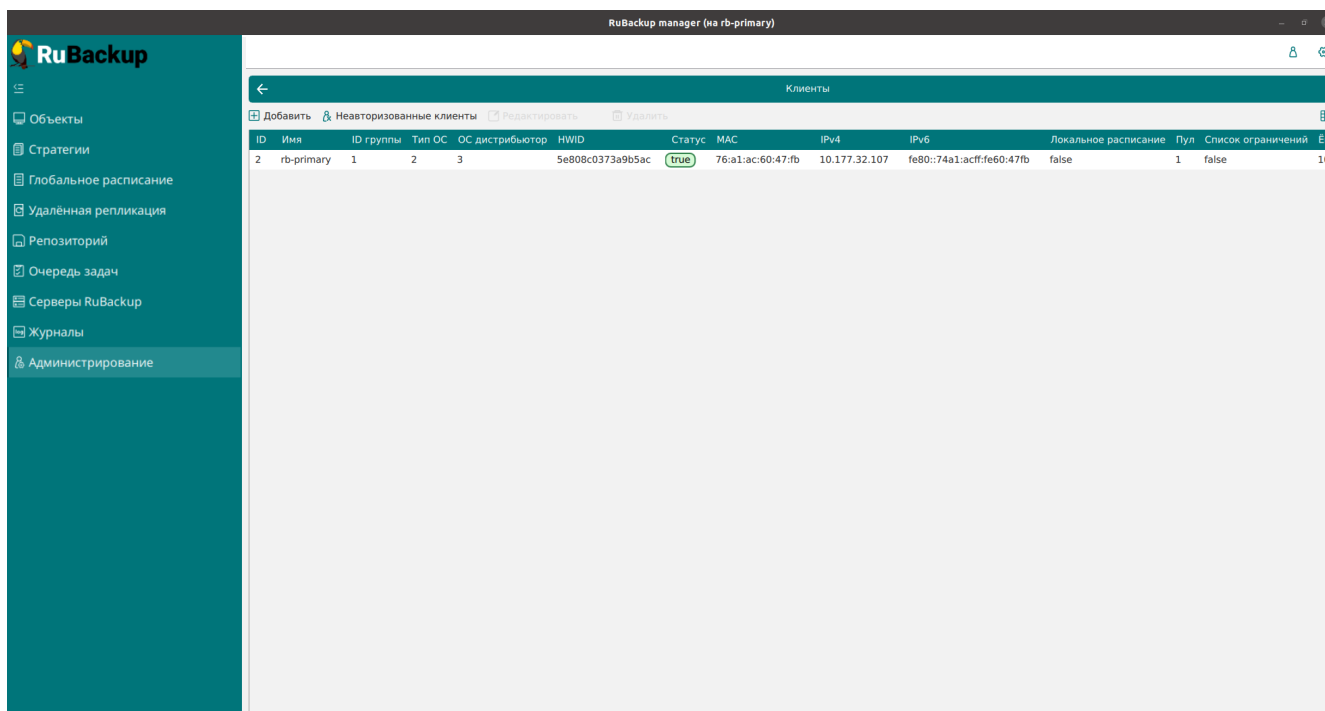 RuBackup manager (на rb-primary)
RuBackup
Клиенты
Объекты
Стратегии
Глобальное расписание
Удалённая репликация
Репозиторий
Очередь задач
Серверы RuBackup
Журналы
Администрирование
Добавить Неавторизованные клиенты Редактировать Удалить
ID Имя ID группы Тип ОС ОС дистрибьютор HWID Статус MAC IPv4 IPv6 Локальное расписание Пул Список ограничений
2 rb-primary 1 2 3 5e808c0373a9b5ac true 76:a1:ac:60:47:fb 10.177.32.107 fe80::74a1:acff:fe60:47fb false 1 false